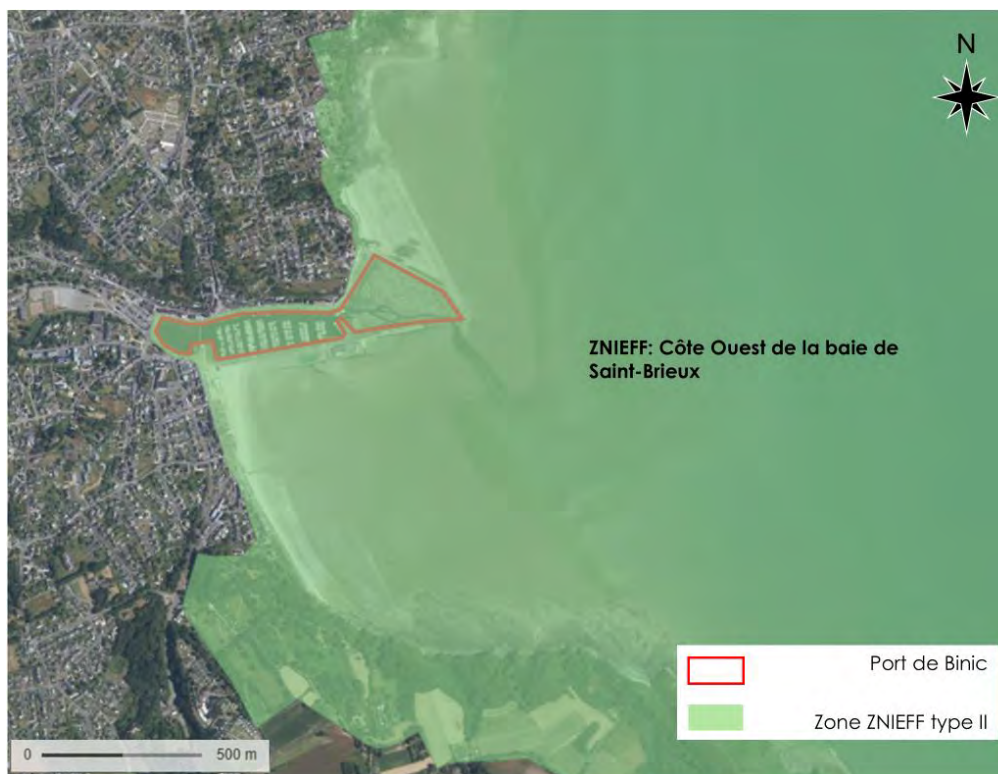 N
ZNIEFF: Côte Ouest de la baie de
Saint-Brieux
Port de Binic
Zone ZNIEFF type II
0 500 m